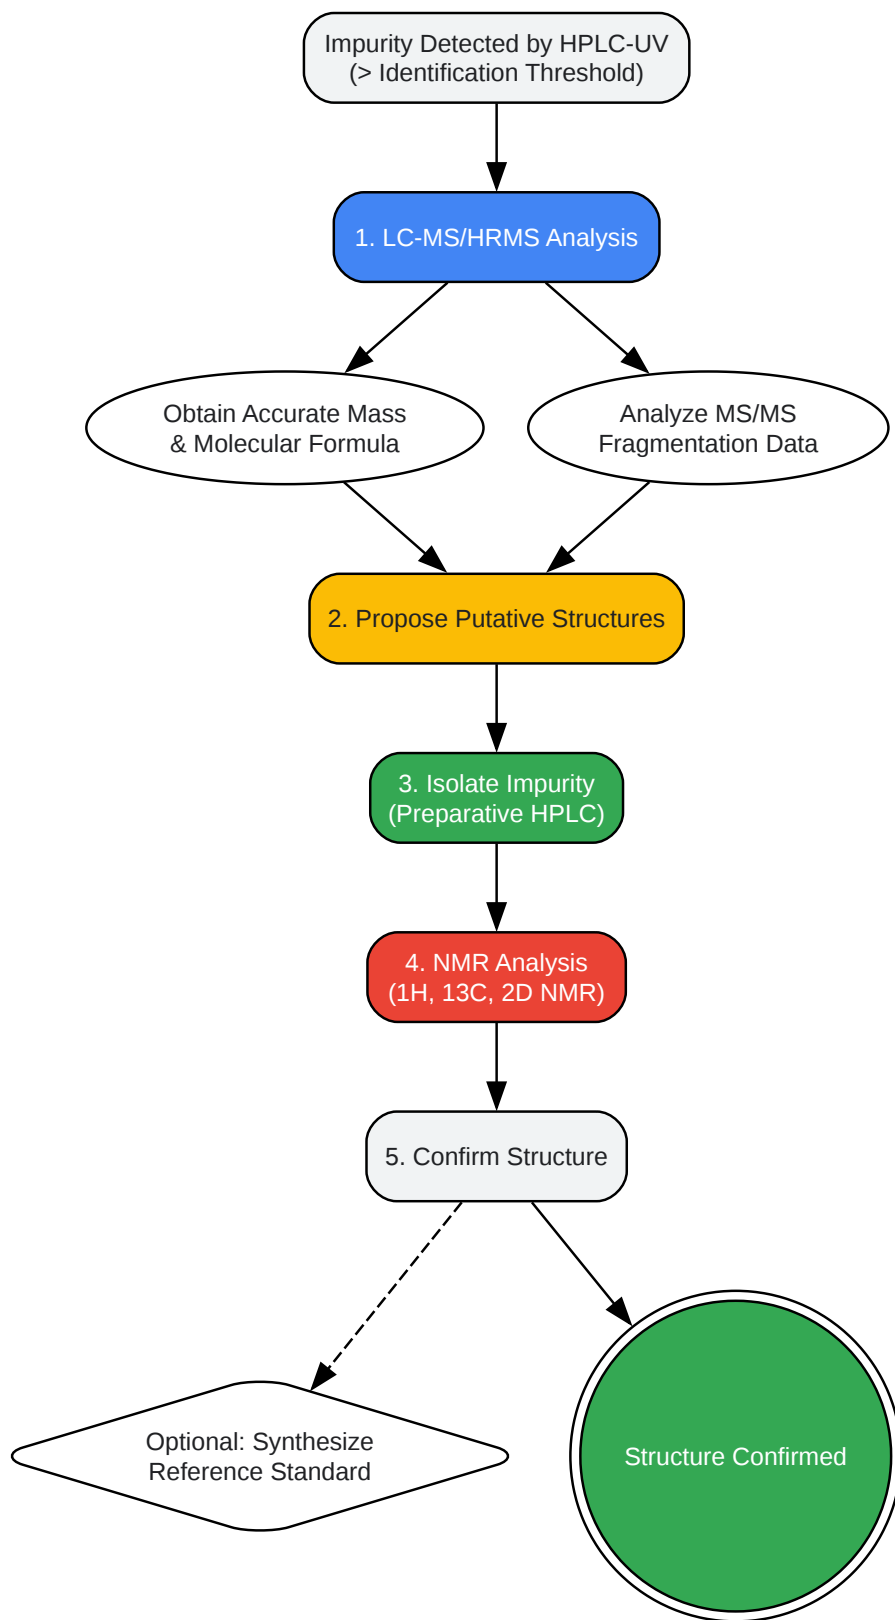 Impurity Detected by HPLC-UV
(> Identification Threshold)
1. LC-MS/HRMS Analysis
Obtain Accurate Mass
& Molecular Formula
Analyze MS/MS
Fragmentation Data
2. Propose Putative Structures
3. Isolate Impurity
(Preparative HPLC)
4. NMR Analysis
(1H, 13C, 2D NMR)
5. Confirm Structure
Optional: Synthesize
Reference Standard
Structure Confirmed